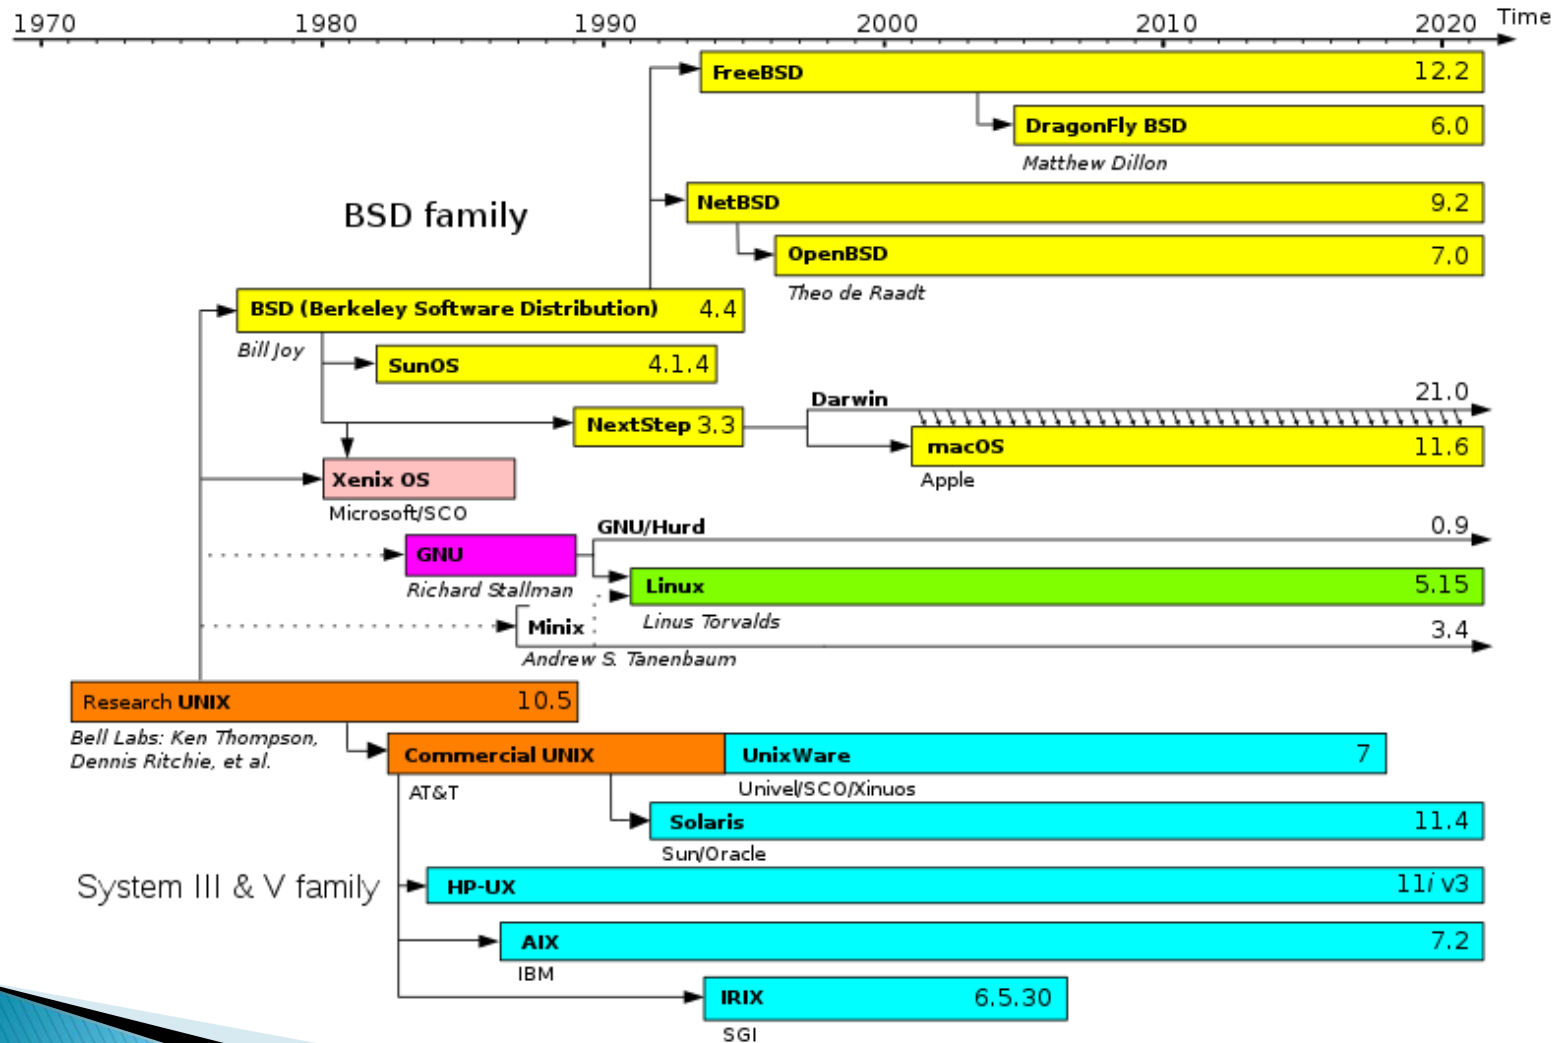 1970 1980 1990 2000 2010 2020 Time
FreeBSD 12.2
DragonFly BSD 6.0
Matthew Dillon
BSD family
NetBSD 9.2
OpenBSD 7.0
Theo de Raadt
BSD (Berkeley Software Distribution) 4.4
Bill Joy
SunOS 4.1.4
Darwin 21.0
NextStep 3.3
macOS 11.6
Apple
Xenix OS
Microsoft/SCO
GNU/Hurd 0.9
GNU
Richard Stallman
Linux 5.15
Linus Torvalds
Minix 3.4
Andrew S. Tanenbaum
Research UNIX 10.5
Bell Labs: Ken Thompson,
Dennis Ritchie, et al.
Commercial UNIX UnixWare 7
AT&T Univel/SCO/Xinuos
Solaris 11.4
Sun/Oracle
System III & V family
HP-UX 11i v3
AIX 7.2
IBM
IRIX 6.5.30
SGI